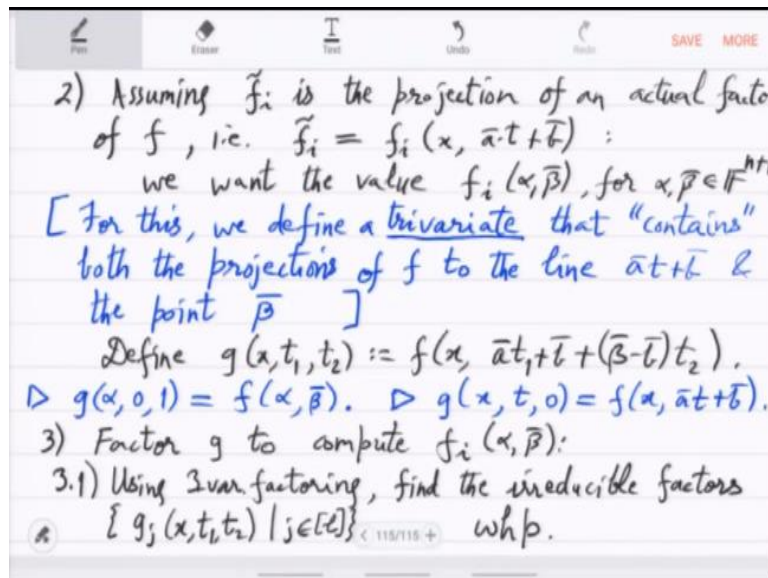 Pen Eraser Text Undo Redo SAVE MORE
2) Assuming f̃ᵢ is the projection of an actual facto
of f, i.e. f̃ᵢ = fᵢ(x, ā·t+b̄) :
we want the value fᵢ(α,β̄), for α,β̄ ∈ 𝔽ⁿ⁺
[ For this, we define a trivariate that "contains"
both the projections of f to the line āt+b̄ &
the point β̄ ]
Define g(x,t₁,t₂) := f(x, āt₁+b̄+(β̄-b̄)t₂).
▷ g(α,0,1) = f(α,β̄). ▷ g(x,t,0) = f(x,āt+b̄).
3) Factor g to compute fᵢ(α,β̄):
3.1) Using 3var. factoring, find the irreducible factors
{ gⱼ(x,t₁,t₂) | j∈[ℓ]} whp.
< 115/115 +